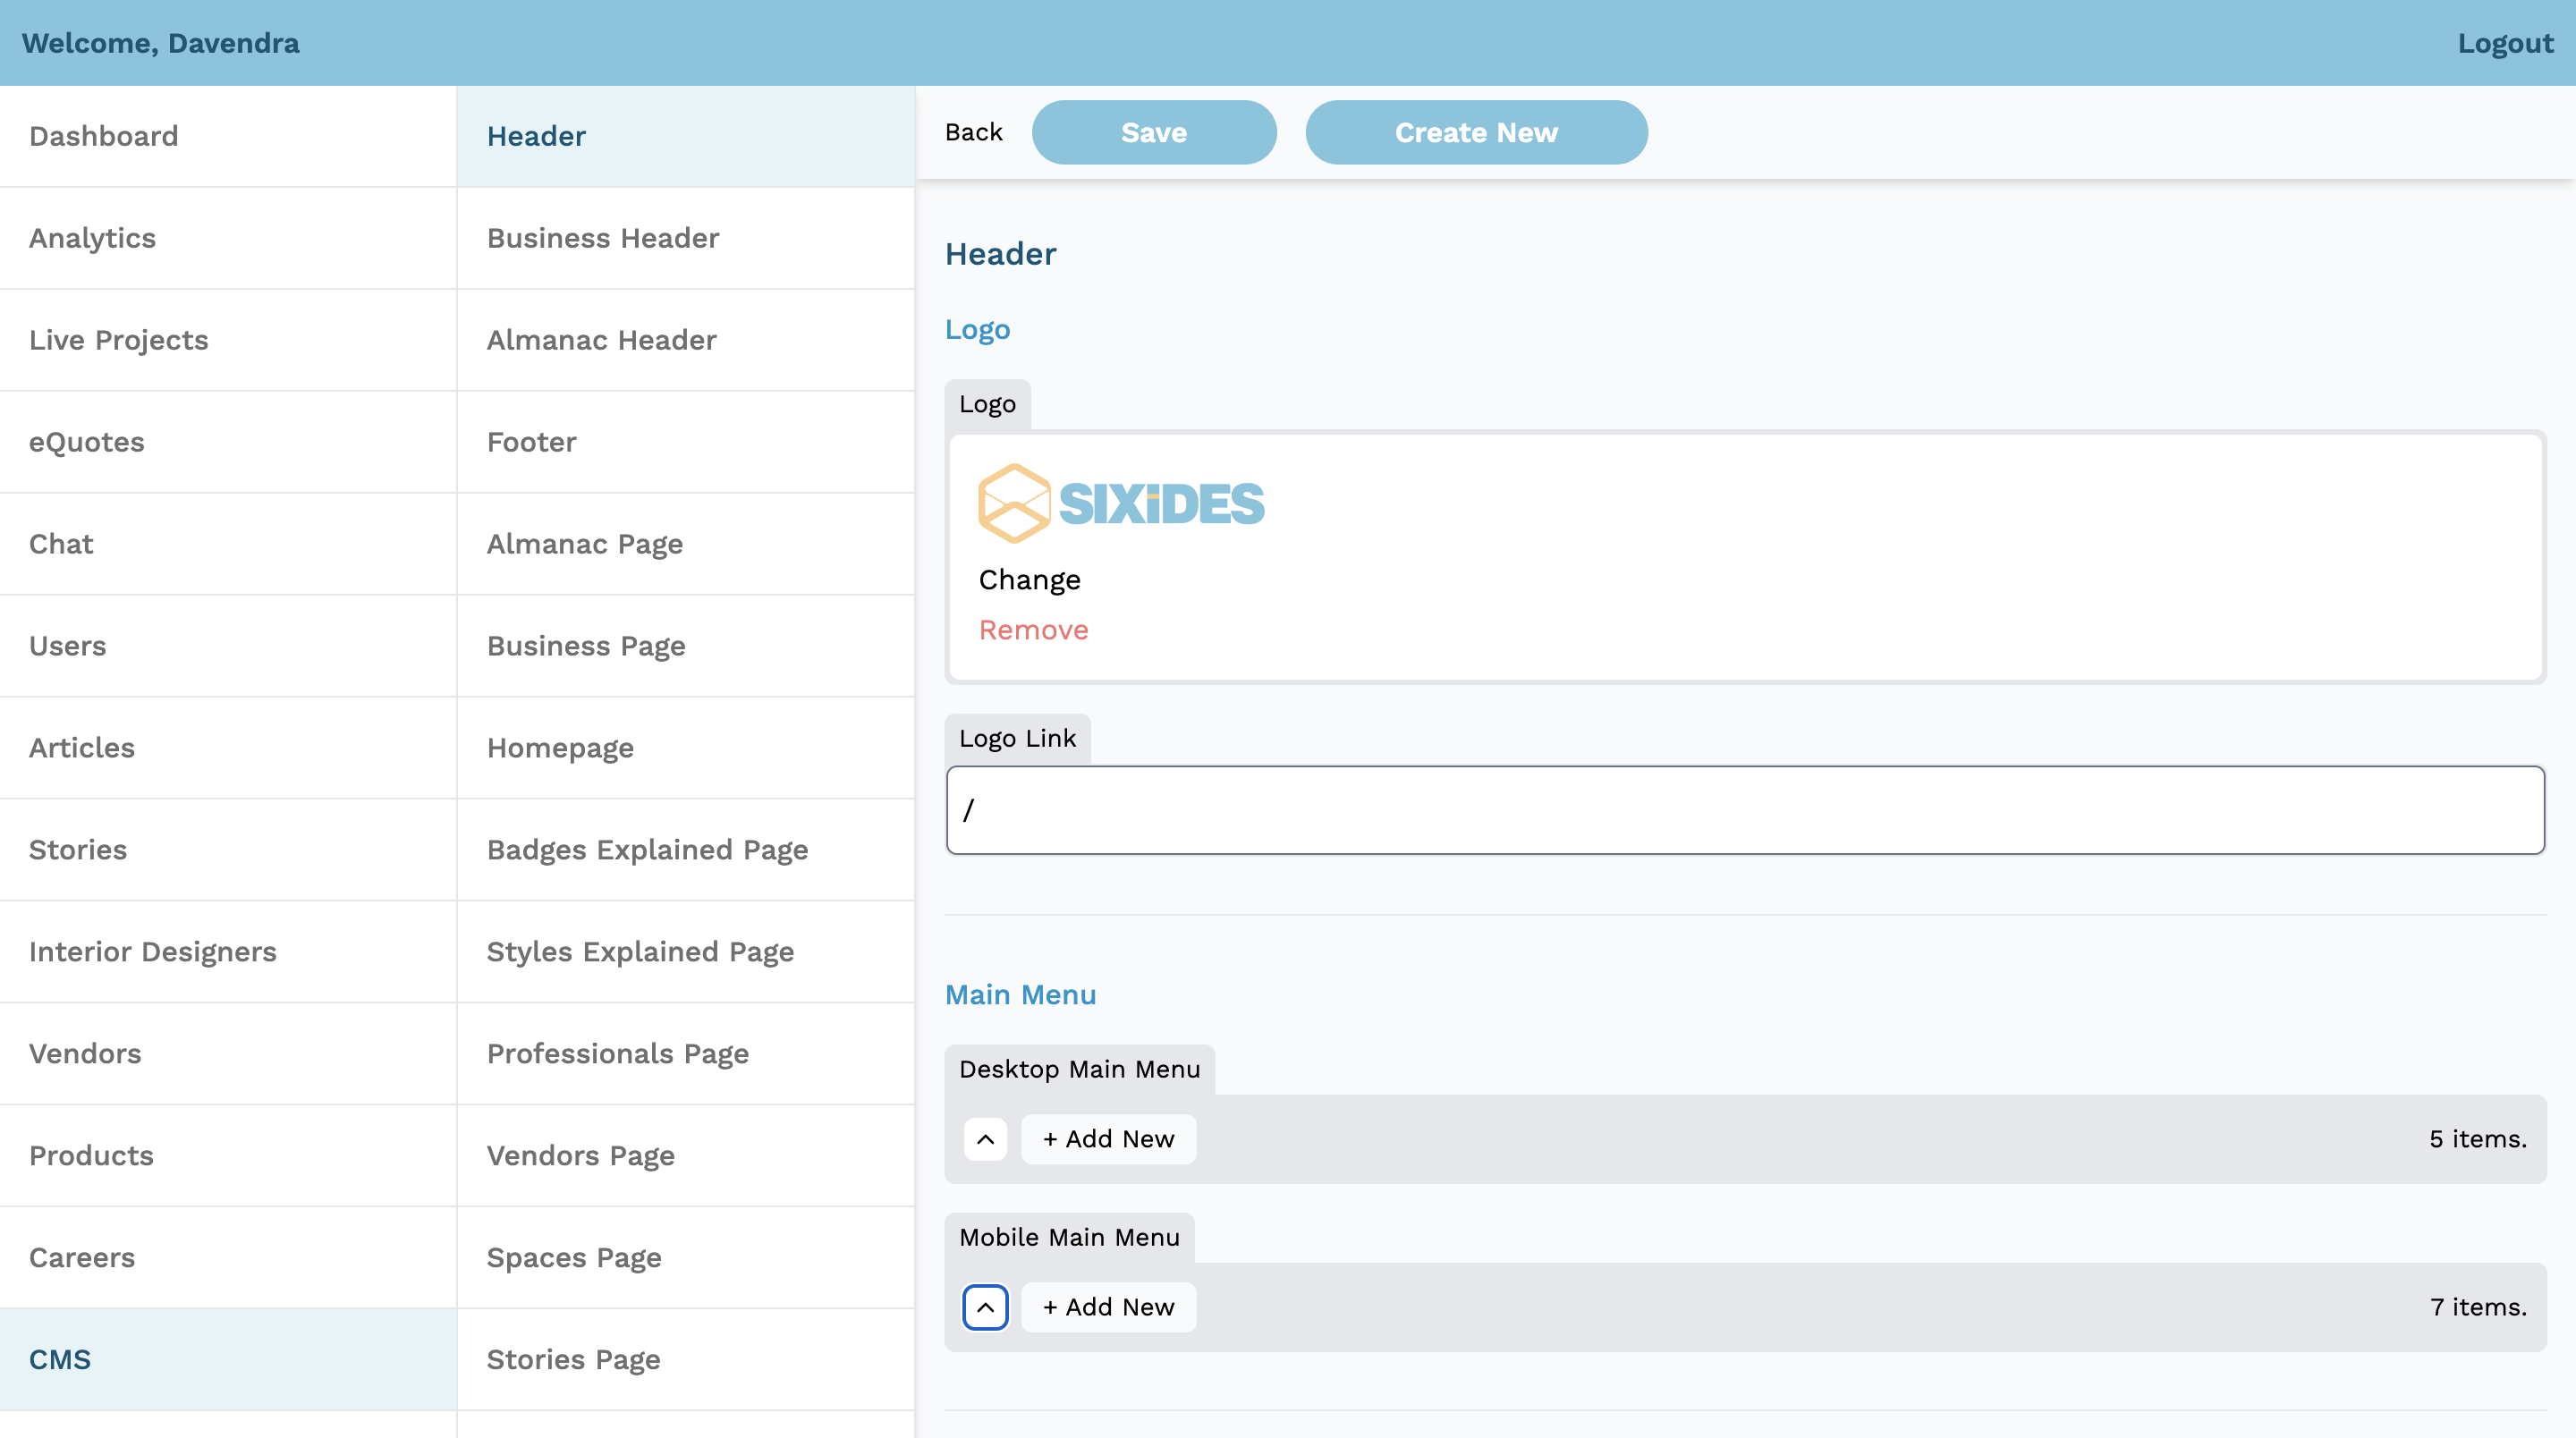 Welcome, Davendra
Logout
Dashboard
Analytics
Live Projects
eQuotes
Chat
Users
Articles
Stories
Interior Designers
Vendors
Products
Careers
CMS
Header
Business Header
Almanac Header
Footer
Almanac Page
Business Page
Homepage
Badges Explained Page
Styles Explained Page
Professionals Page
Vendors Page
Spaces Page
Stories Page
Back
Save
Create New
Header
Logo
Logo
SIXiDES
Change
Remove
Logo Link
/
Main Menu
Desktop Main Menu
+ Add New
5 items.
Mobile Main Menu
+ Add New
7 items.